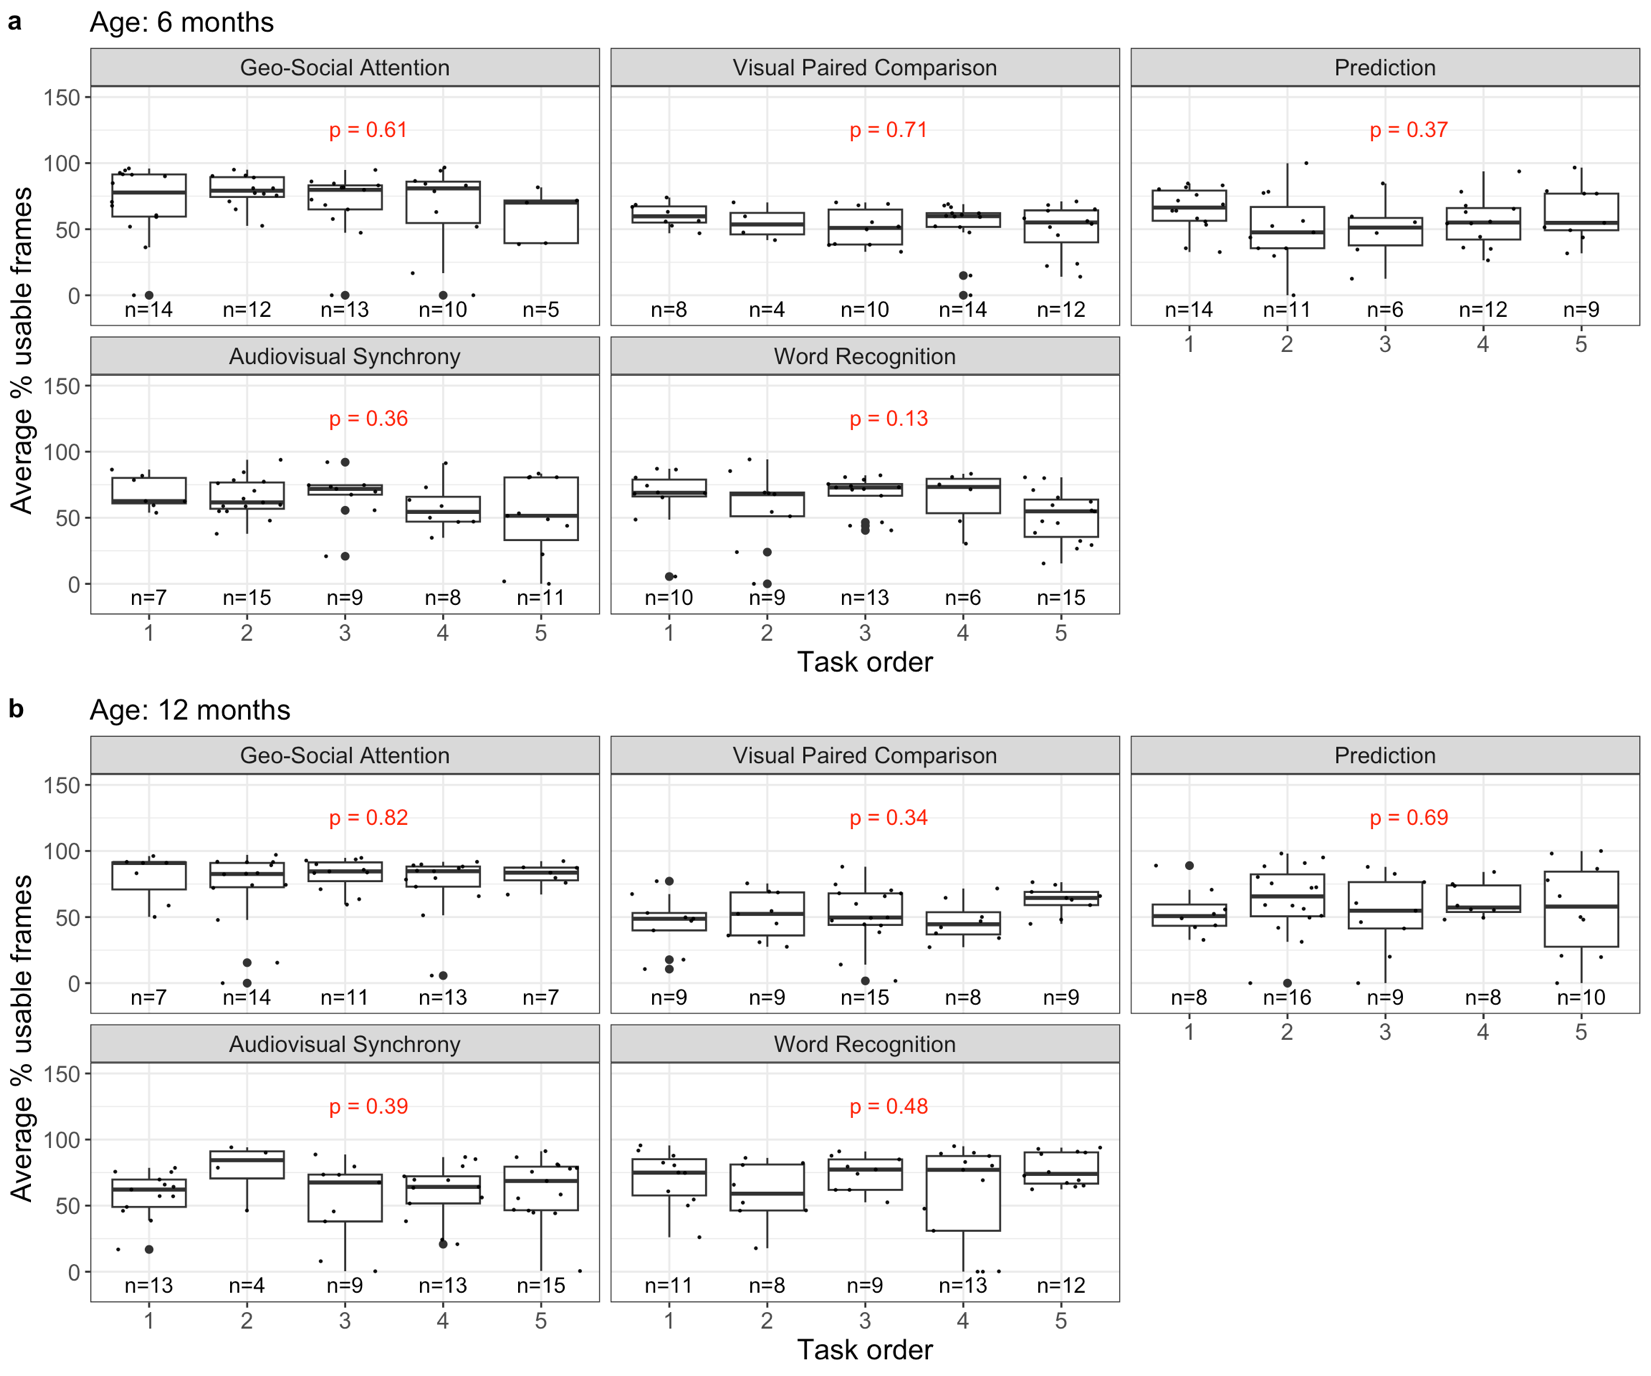 a Age: 6 months
Geo-Social Attention Visual Paired Comparison Prediction
150 p = 0.61 p = 0.71 p = 0.37
100
50
0
n=14 n=12 n=13 n=10 n=5 n=8 n=4 n=10 n=14 n=12 n=14 n=11 n=6 n=12 n=9
1 2 3 4 5
Audiovisual Synchrony Word Recognition
150
p = 0.36 p = 0.13
100
50
0
n=7 n=15 n=9 n=8 n=11 n=10 n=9 n=13 n=6 n=15
1 2 3 4 5 1 2 3 4 5
Average % usable frames
Task order
b Age: 12 months
Geo-Social Attention Visual Paired Comparison Prediction
150
p = 0.82 p = 0.34 p = 0.69
100
50
0
n=7 n=14 n=11 n=13 n=7 n=9 n=9 n=15 n=8 n=9 n=8 n=16 n=9 n=8 n=10
1 2 3 4 5
Audiovisual Synchrony Word Recognition
150
p = 0.39 p = 0.48
100
50
0
n=13 n=4 n=9 n=13 n=15 n=11 n=8 n=9 n=13 n=12
1 2 3 4 5 1 2 3 4 5
Average % usable frames
Task order